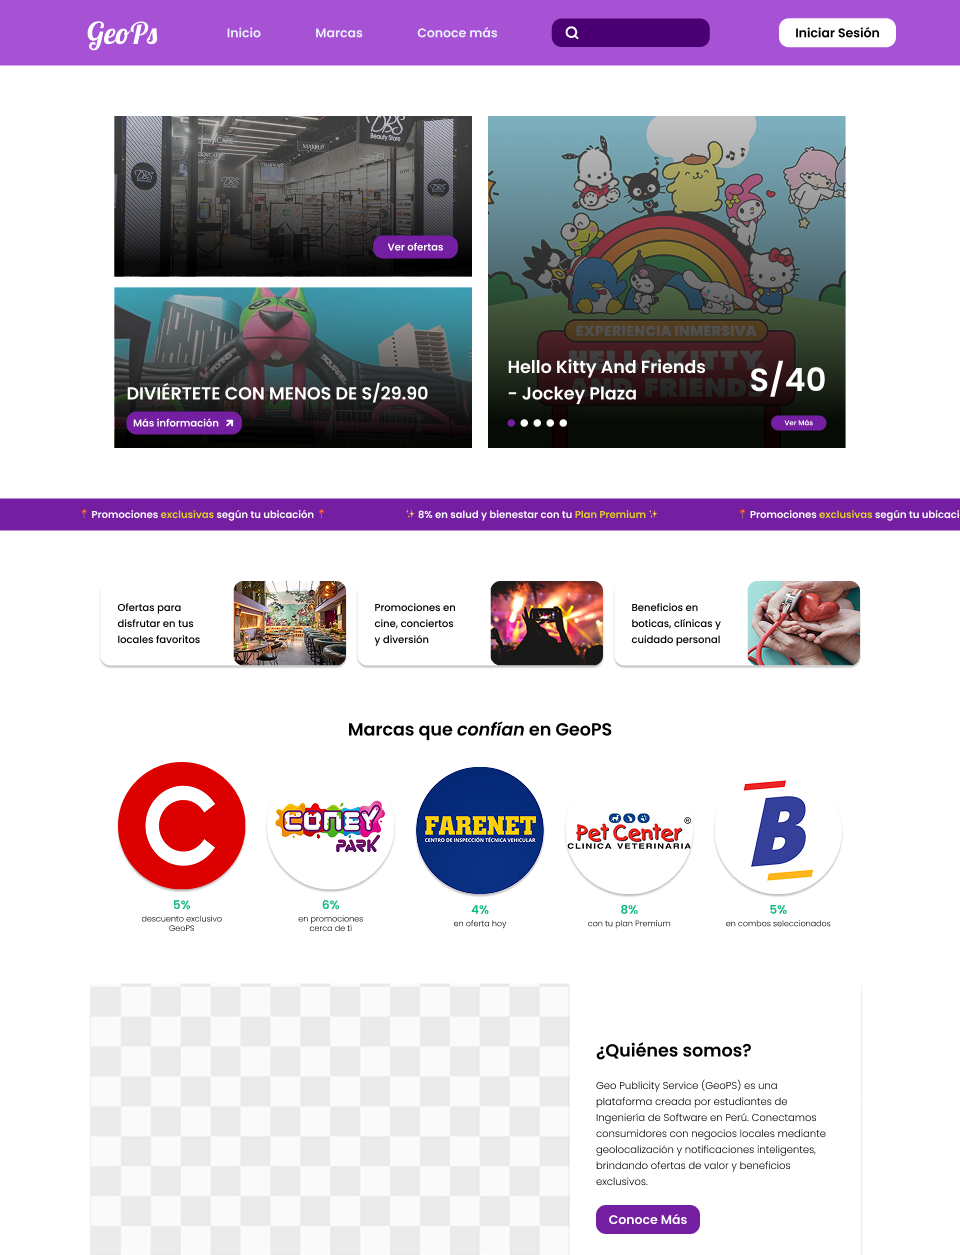 GeoPs
Inicio
Marcas
Conoce más
Iniciar Sesión
DBS
Beauty Store
MAKEUP
Ver ofertas
DIVIÉRTETE CON MENOS DE S/29.90
Más información
EXPERIENCIA INMERSIVA
HELLO KITTY
AND FRIENDS
Hello Kitty And Friends
- Jockey Plaza
S/40
Ver Más
Promociones exclusivas según tu ubicación
8% en salud y bienestar con tu Plan Premium
Promociones exclusivas según tu ubicaci
Ofertas para
disfrutar en tus
locales favoritos
Promociones en
cine, conciertos
y diversión
Beneficios en
boticas, clínicas y
cuidado personal
Marcas que confían en GeoPS
C
5%
descuento exclusivo
GeoPS
CONEY
PARK
6%
en promociones
cerca de ti
FARENET
CENTRO DE INSPECCIÓN TÉCNICA VEHICULAR
4%
en oferta hoy
Pet Center®
CLINICA VETERINARIA
8%
con tu plan Premium
B
5%
en combos seleccionados
¿Quiénes somos?
Geo Publicity Service (GeoPS) es una
plataforma creada por estudiantes de
Ingeniería de Software en Perú. Conectamos
consumidores con negocios locales mediante
geolocalización y notificaciones inteligentes,
brindando ofertas de valor y beneficios
exclusivos.
Conoce Más